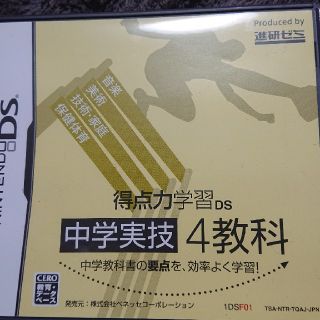 Produced by
進研ゼミ
音楽
美術
技術・家庭
保健体育
NINTENDO DS
得点力学習DS
中学実技 4教科
中学教科書の要点を、効率よく学習!
CERO
教育・データ
ベース
発売元:株式会社ベネッセコーポレーション
1DSF01
TSA-NTR-TQAJ-JPN